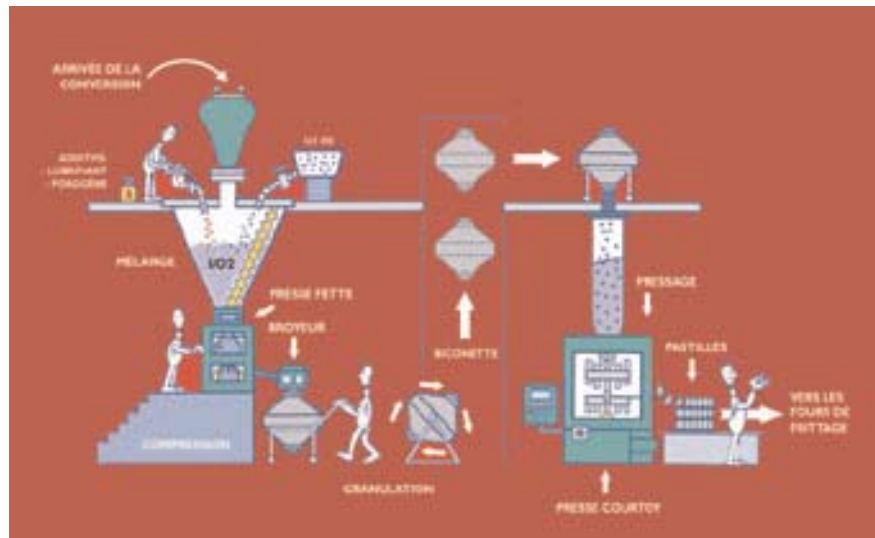 ARRIVÉE DE LA
CONVERSION
ADDITIFS
- LUBRIFIANT
- POROGÈNE
MÉLANGE
PRESSE FETTE
BROYEUR
COMPRESSION
GRANULATION
BICONETTE
PRESSAGE
PASTILLES
VERS LES
FOURS DE
FRITTAGE
PRESSE COURTOY